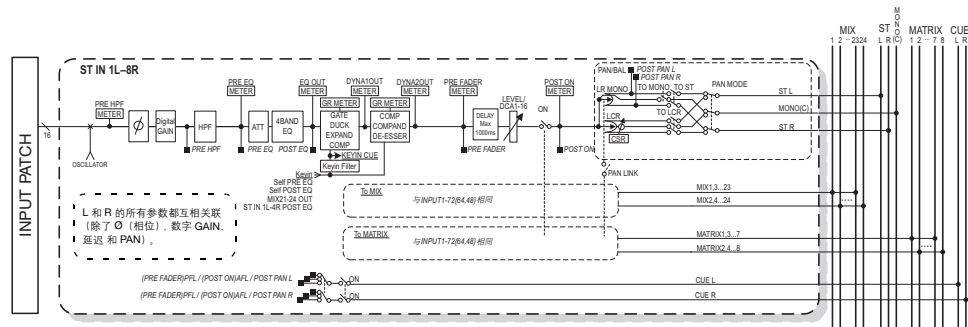 MIX
1 2 ··· 2324
ST
L R
MONO(C)
MATRIX
1 2 ··· 7 8
CUE
L R
INPUT PATCH
16
ST IN 1L–8R
PRE HPF
METER
OSCILLATOR
Ø
Digital
GAIN
HPF
PRE HPF
PRE EQ
METER
ATT
PRE EQ
4BAND
EQ
POST EQ
EQ OUT
METER
DYNA1OUT
METER
GR METER
GATE
DUCK
EXPAND
COMP
KEYIN CUE
Keyin Filter
Keyin
Self PRE EQ
Self POST EQ
MIX21-24 OUT
ST IN 1L-4R POST EQ
DYNA2OUT
METER
GR METER
COMP
COMPAND
DE-ESSER
PRE FADER
METER
PRE FADER
DELAY
Max
1000ms
LEVEL/
DCA1-16
ON
POST ON
METER
POST ON
PAN/BAL
POST PAN L
POST PAN R
LR MONO
TO MONO
TO ST
PAN MODE
LCR
TO LCR
CSR
PAN LINK
ST L
MONO(C)
ST R
To MIX
与INPUT1-72[64,48]相同
MIX1,3...23
MIX2,4...24
To MATRIX
与INPUT1-72[64,48]相同
MATRIX1,3...7
MATRIX2,4...8
L 和 R 的所有参数都互相关联
(除了 Ø (相位)、数字 GAIN、
延迟 和 PAN) 。
(PRE FADER)PFL / (POST ON)AFL / POST PAN L
ON
CUE L
(PRE FADER)PFL / (POST ON)AFL / POST PAN R
ON
CUE R